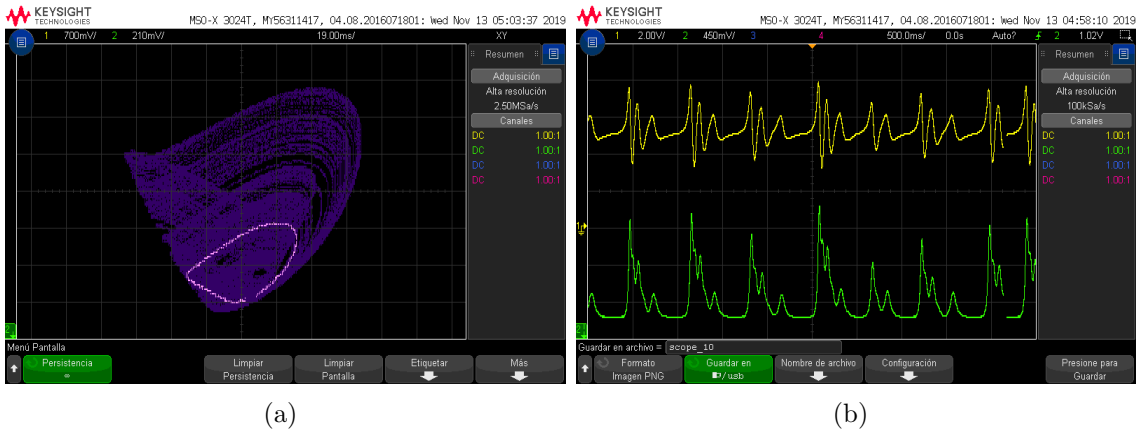 KEYSIGHT
TECHNOLOGIES
MSO-X 3024T, MY56311417, 04.08.2016071801: Wed Nov 13 05:03:37 2019
1 700mV/ 2 210mV/ 19.00ms/ XY
Resumen
Adquisición
Alta resolución
2.50MSa/s
Canales
DC 1.00:1
DC 1.00:1
DC 1.00:1
DC 1.00:1
2
Menú Pantalla
Persistencia
∞
Limpiar
Persistencia
Limpiar
Pantalla
Etiquetar
Más
(a)
KEYSIGHT
TECHNOLOGIES
MSO-X 3024T, MY56311417, 04.08.2016071801: Wed Nov 13 04:58:10 2019
1 2.00V/ 2 450mV/ 3 4 500.0ms/ 0.0s Auto? 2 1.02V
Resumen
Adquisición
Alta resolución
100kSa/s
Canales
DC 1.00:1
DC 1.00:1
DC 1.00:1
DC 1.00:1
1
2
Guardar en archivo = scope_10
Formato
Imagen PNG
Guardar en
/usb
Nombre de archivo
Configuración
Presione para
Guardar
(b)